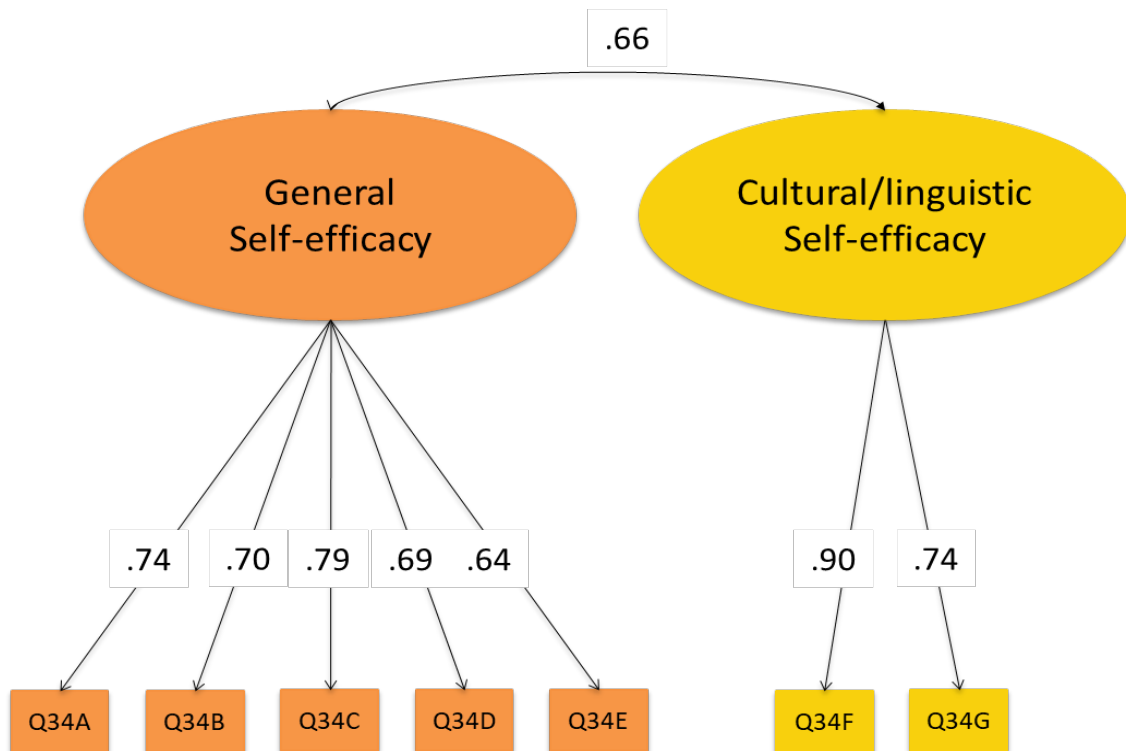 .66
General
Self-efficacy
Cultural/linguistic
Self-efficacy
.74
.70
.79
.69
.64
.90
.74
Q34A
Q34B
Q34C
Q34D
Q34E
Q34F
Q34G